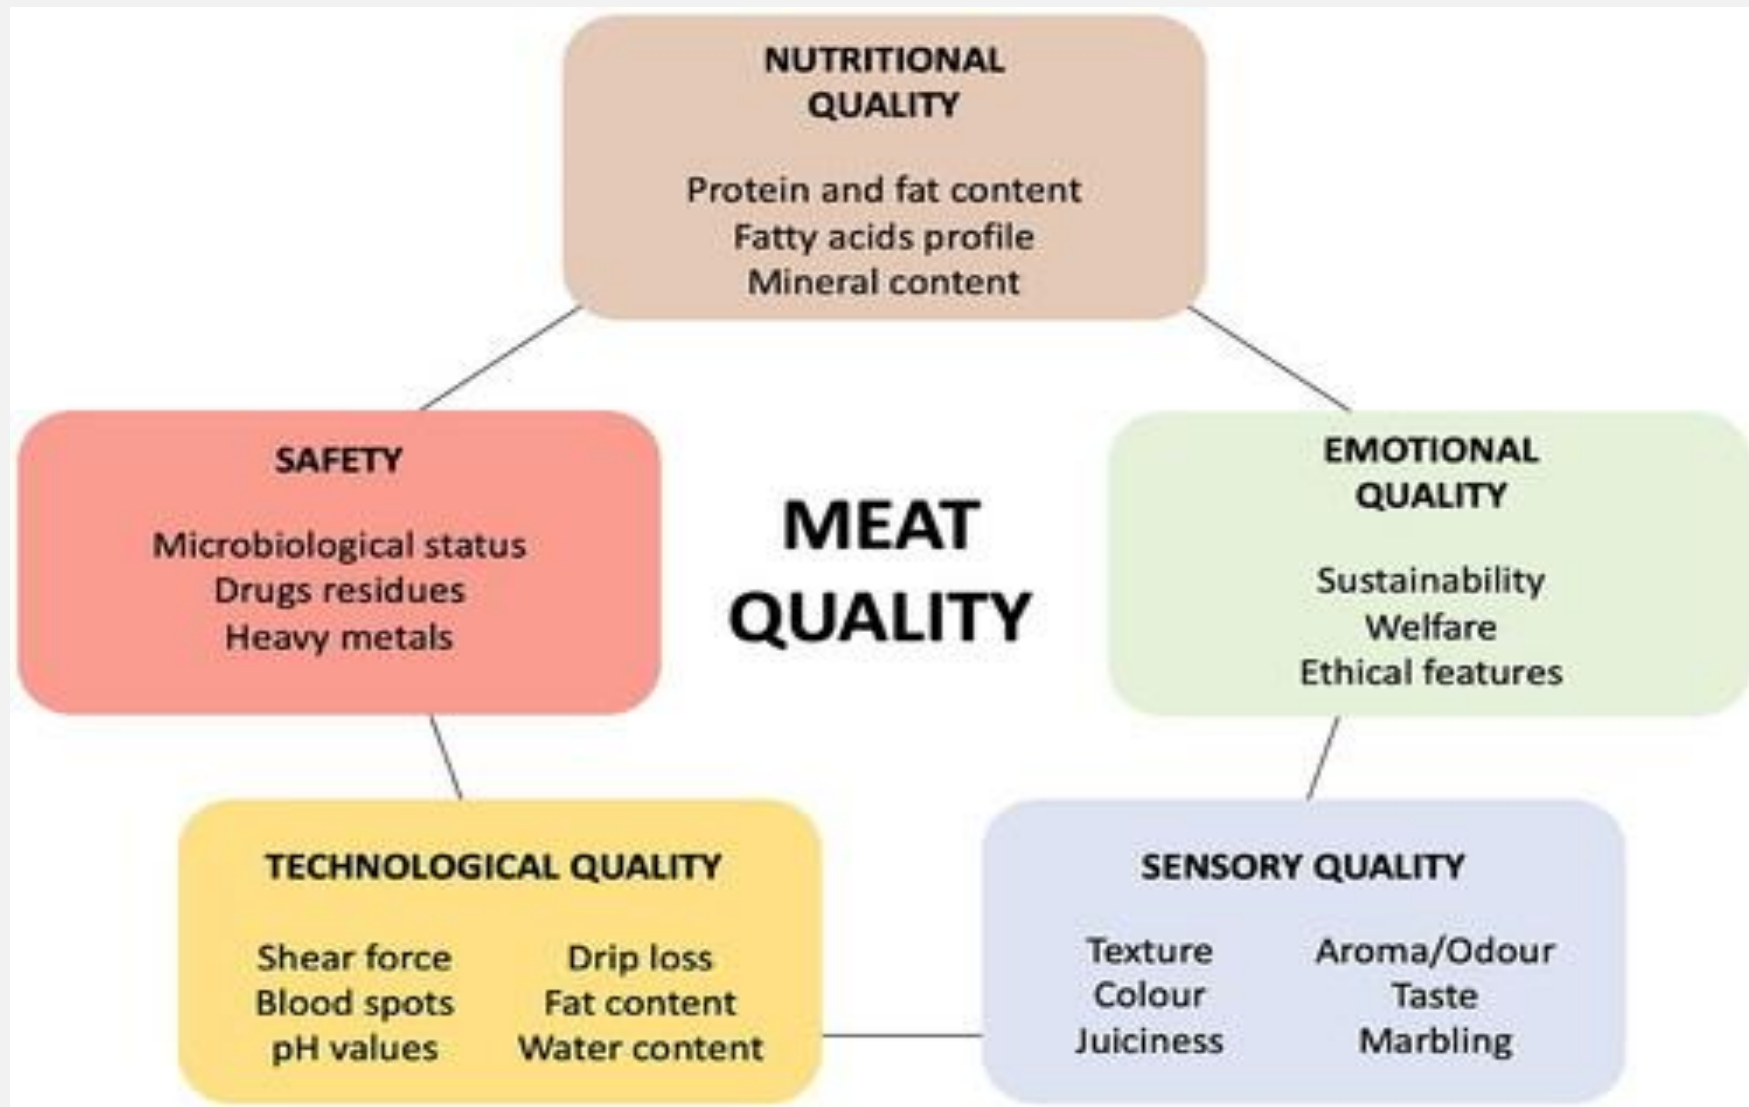 NUTRITIONAL
QUALITY
Protein and fat content
Fatty acids profile
Mineral content
SAFETY
Microbiological status
Drugs residues
Heavy metals
MEAT
QUALITY
EMOTIONAL
QUALITY
Sustainability
Welfare
Ethical features
TECHNOLOGICAL QUALITY
Shear force
Blood spots
pH values
Drip loss
Fat content
Water content
SENSORY QUALITY
Texture
Colour
Juiciness
Aroma/Odour
Taste
Marbling